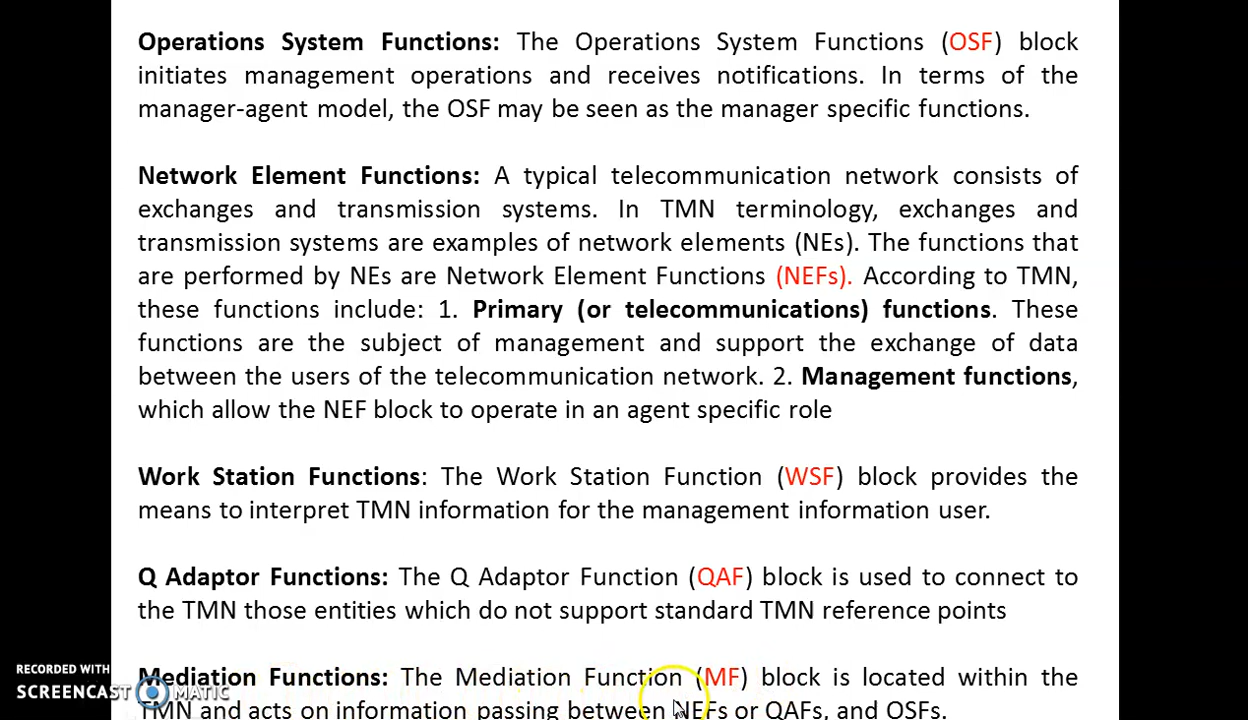 Operations System Functions: The Operations System Functions (OSF) block
initiates management operations and receives notifications. In terms of the
manager-agent model, the OSF may be seen as the manager specific functions.
Network Element Functions: A typical telecommunication network consists of
exchanges and transmission systems. In TMN terminology, exchanges and
transmission systems are examples of network elements (NEs). The functions that
are performed by NEs are Network Element Functions (NEFs). According to TMN,
these functions include: 1. Primary (or telecommunications) functions. These
functions are the subject of management and support the exchange of data
between the users of the telecommunication network. 2. Management functions,
which allow the NEF block to operate in an agent specific role
Work Station Functions: The Work Station Function (WSF) block provides the
means to interpret TMN information for the management information user.
Q Adaptor Functions: The Q Adaptor Function (QAF) block is used to connect to
the TMN those entities which do not support standard TMN reference points
Mediation Functions: The Mediation Function (MF) block is located within the
TMN and acts on information passing between NEFs or QAFs, and OSFs.
RECORDED WITH
SCREENCAST MATIC